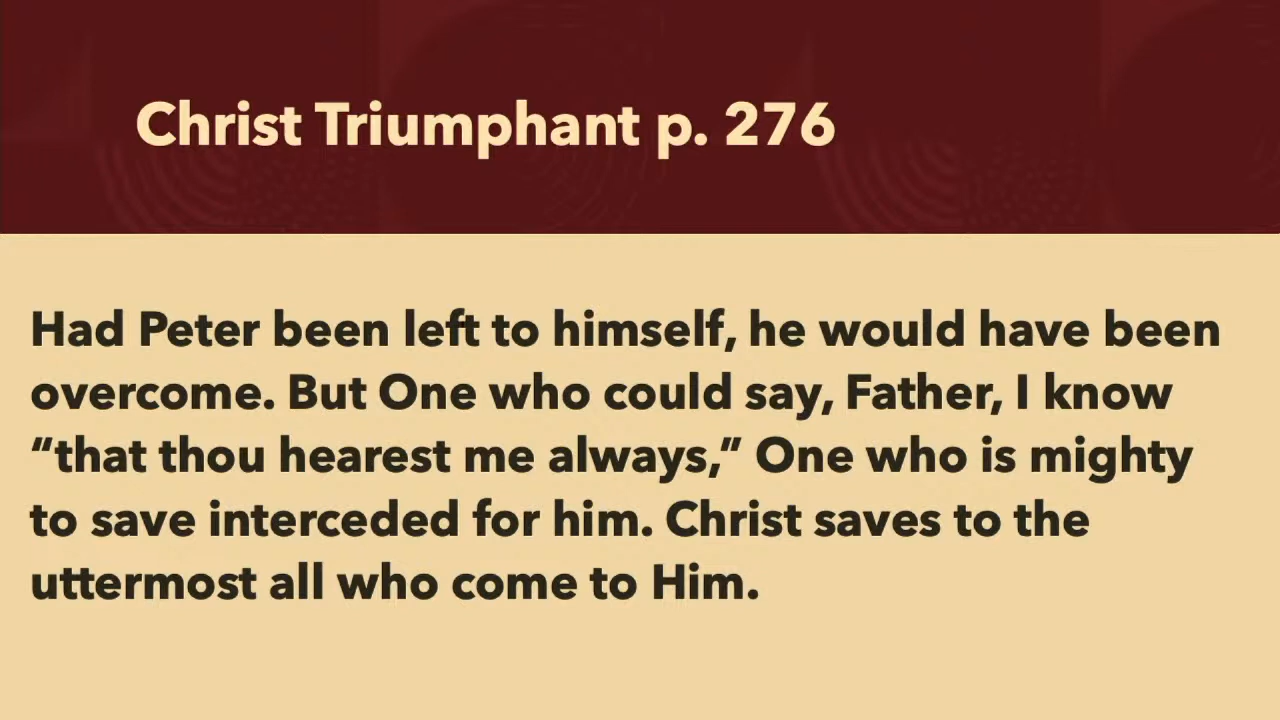 Christ Triumphant p. 276
Had Peter been left to himself, he would have been
overcome. But One who could say, Father, I know
“that thou hearest me always,” One who is mighty
to save interceded for him. Christ saves to the
uttermost all who come to Him.